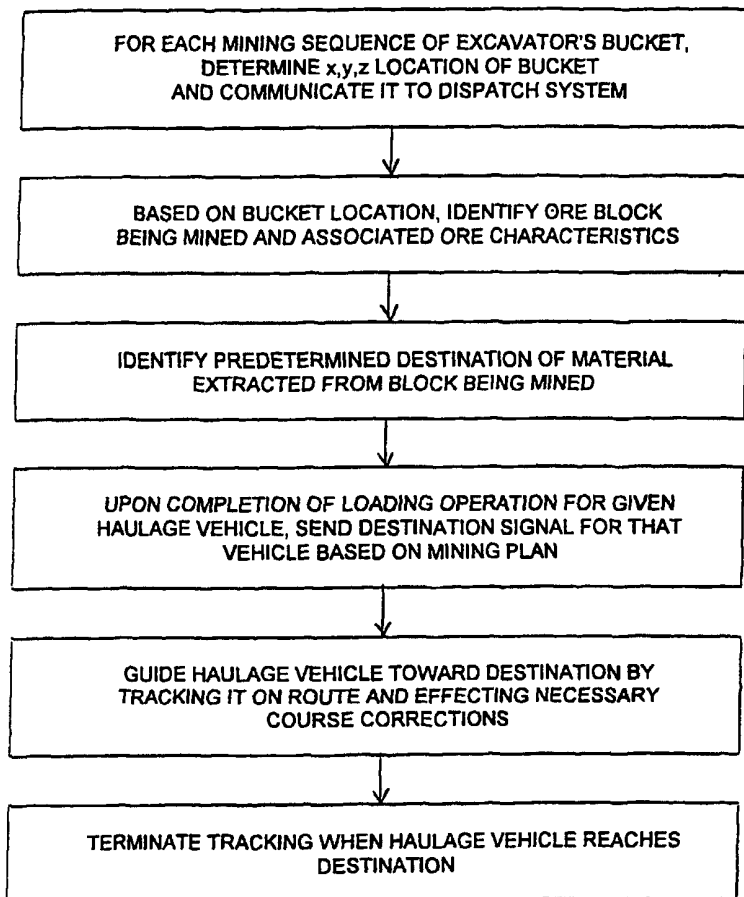 FOR EACH MINING SEQUENCE OF EXCAVATOR'S BUCKET,
DETERMINE x,y,z LOCATION OF BUCKET
AND COMMUNICATE IT TO DISPATCH SYSTEM
BASED ON BUCKET LOCATION, IDENTIFY ORE BLOCK
BEING MINED AND ASSOCIATED ORE CHARACTERISTICS
IDENTIFY PREDETERMINED DESTINATION OF MATERIAL
EXTRACTED FROM BLOCK BEING MINED
UPON COMPLETION OF LOADING OPERATION FOR GIVEN
HAULAGE VEHICLE, SEND DESTINATION SIGNAL FOR THAT
VEHICLE BASED ON MINING PLAN
GUIDE HAULAGE VEHICLE TOWARD DESTINATION BY
TRACKING IT ON ROUTE AND EFFECTING NECESSARY
COURSE CORRECTIONS
TERMINATE TRACKING WHEN HAULAGE VEHICLE REACHES
DESTINATION